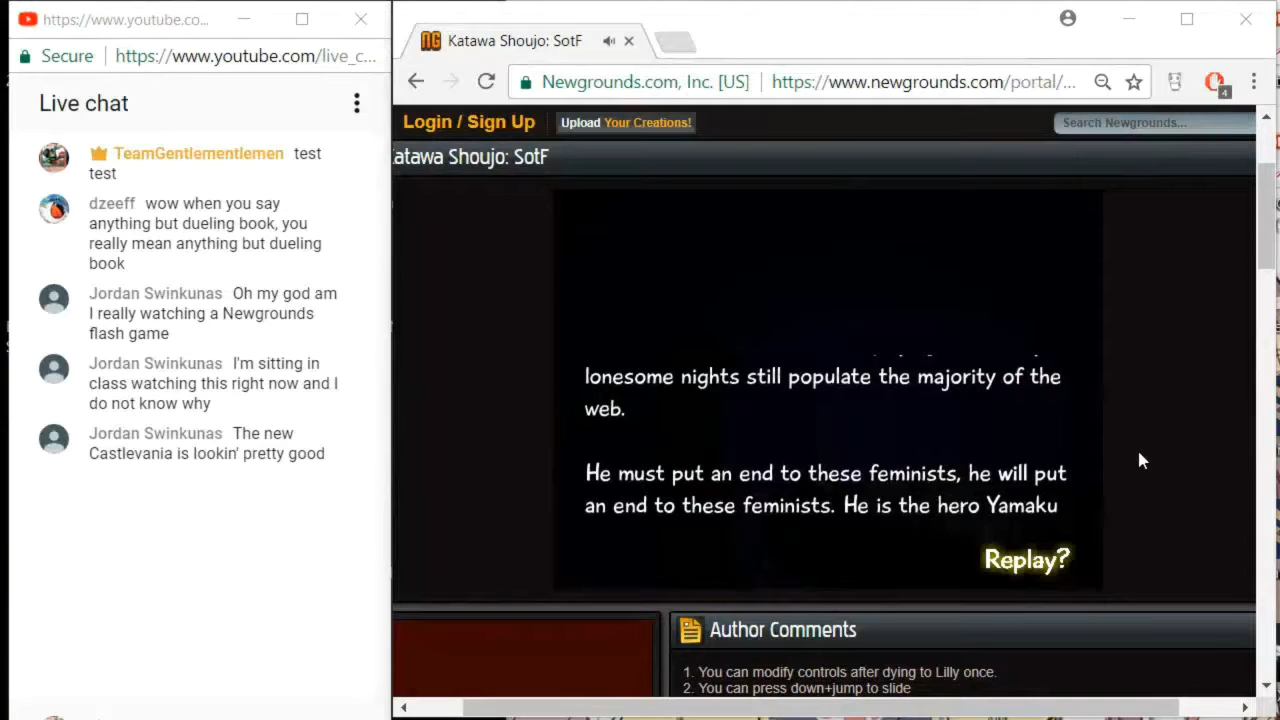 https://www.youtube.co...
Secure
https://www.youtube.com/live_c...
Live chat
TeamGentlementlemen test
test
dzeeff wow when you say
anything but dueling book, you
really mean anything but dueling
book
Jordan Swinkunas Oh my god am
I really watching a Newgrounds
flash game
Jordan Swinkunas I'm sitting in
class watching this right now and I
do not know why
Jordan Swinkunas The new
Castlevania is lookin' pretty good
NG
Katawa Shoujo: SotF
Newgrounds.com, Inc. [US]
https://www.newgrounds.com/portal/...
4
Login / Sign Up
Upload Your Creations!
Search Newgrounds...
atawa Shoujo: SotF
lonesome nights still populate the majority of the
web.
He must put an end to these feminists, he will put
an end to these feminists. He is the hero Yamaku
Replay?
Author Comments
1. You can modify controls after dying to Lilly once.
2. You can press down+jump to slide